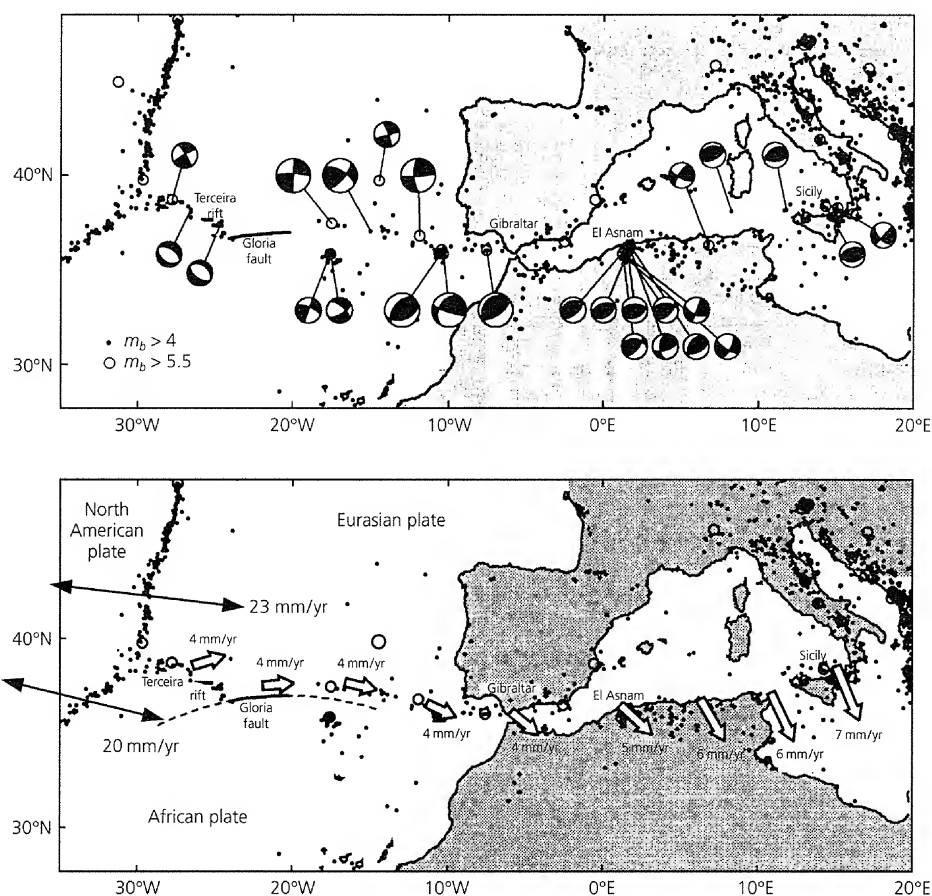 40°N
30°N
Terceira
rift
Gloria
fault
Gibraltar
El Asnam
Sicily
m_b > 4
m_b > 5.5
30°W
20°W
10°W
0°E
10°E
20°E
North
American
plate
Eurasian plate
23 mm/yr
40°N
4 mm/yr
4 mm/yr
4 mm/yr
Sicily
Terceira
rift
Gibraltar
El Asnam
Gloria
fault
20 mm/yr
4 mm/yr
4 mm/yr
5 mm/yr
6 mm/yr
6 mm/yr
7 mm/yr
African plate
30°N
30°W
20°W
10°W
0°E
10°E
20°E